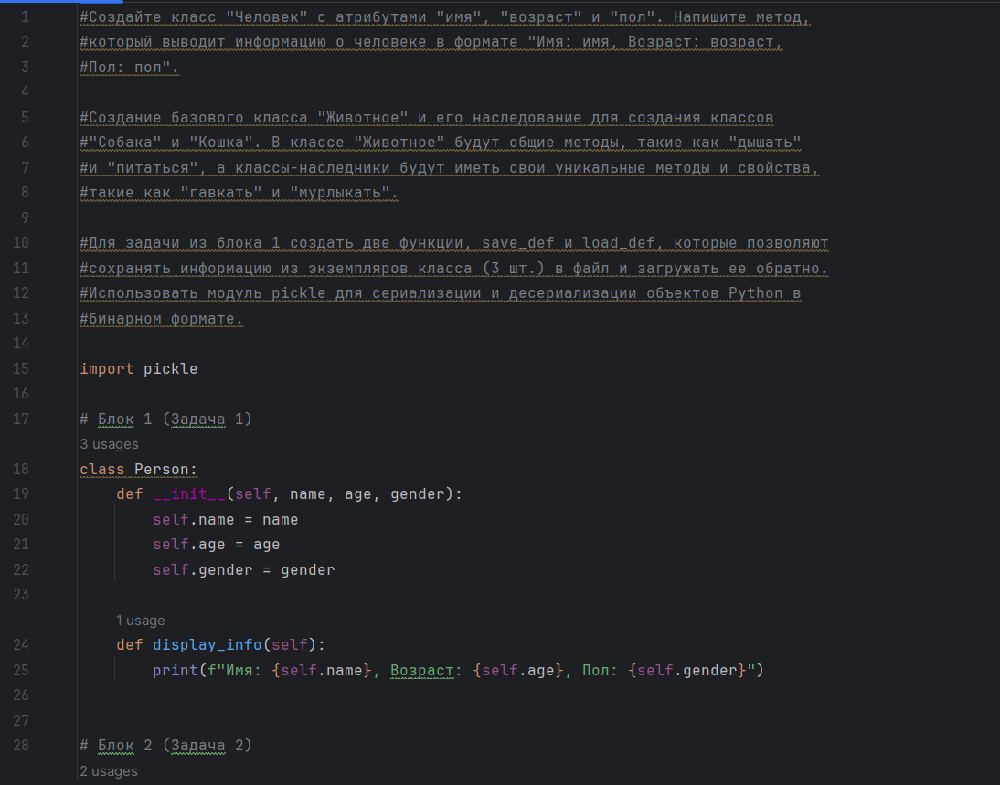 1 #Создайте класс "Человек" с атрибутами "имя", "возраст" и "пол". Напишите метод,
2 #который выводит информацию о человеке в формате "Имя: имя, Возраст: возраст,
3 #Пол: пол".
4
5 #Создание базового класса "Животное" и его наследование для создания классов
6 #"Собака" и "Кошка". В классе "Животное" будут общие методы, такие как "дышать"
7 #и "питаться", а классы-наследники будут иметь свои уникальные методы и свойства,
8 #такие как "гавкать" и "мурлыкать".
9
10 #Для задачи из блока 1 создать две функции, save_def и load_def, которые позволяют
11 #сохранять информацию из экземпляров класса (3 шт.) в файл и загружать ее обратно.
12 #Использовать модуль pickle для сериализации и десериализации объектов Python в
13 #бинарном формате.
14
15 import pickle
16
17 # Блок 1 (Задача 1)
3 usages
18 class Person:
19     def __init__(self, name, age, gender):
20         self.name = name
21         self.age = age
22         self.gender = gender
23
1 usage
24     def display_info(self):
25         print(f"Имя: {self.name}, Возраст: {self.age}, Пол: {self.gender}")
26
27
28 # Блок 2 (Задача 2)
2 usages